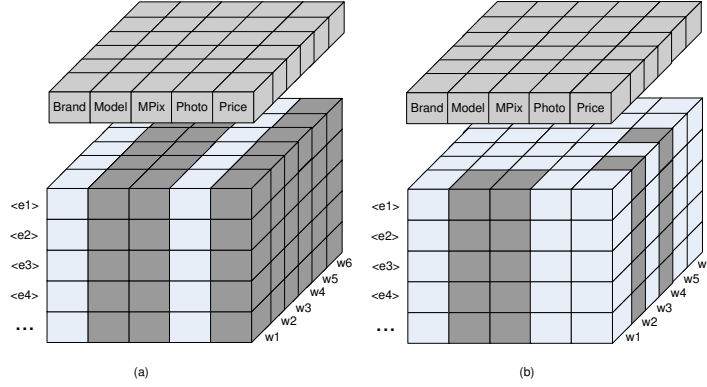 Brand Model MPix Photo Price
<e1>
<e2>
<e3>
<e4>
...
w6
w5
w4
w3
w2
w1
(a)
Brand Model MPix Photo Price
<e1>
<e2>
<e3>
<e4>
...
w
w5
w4
w3
w2
w1
(b)